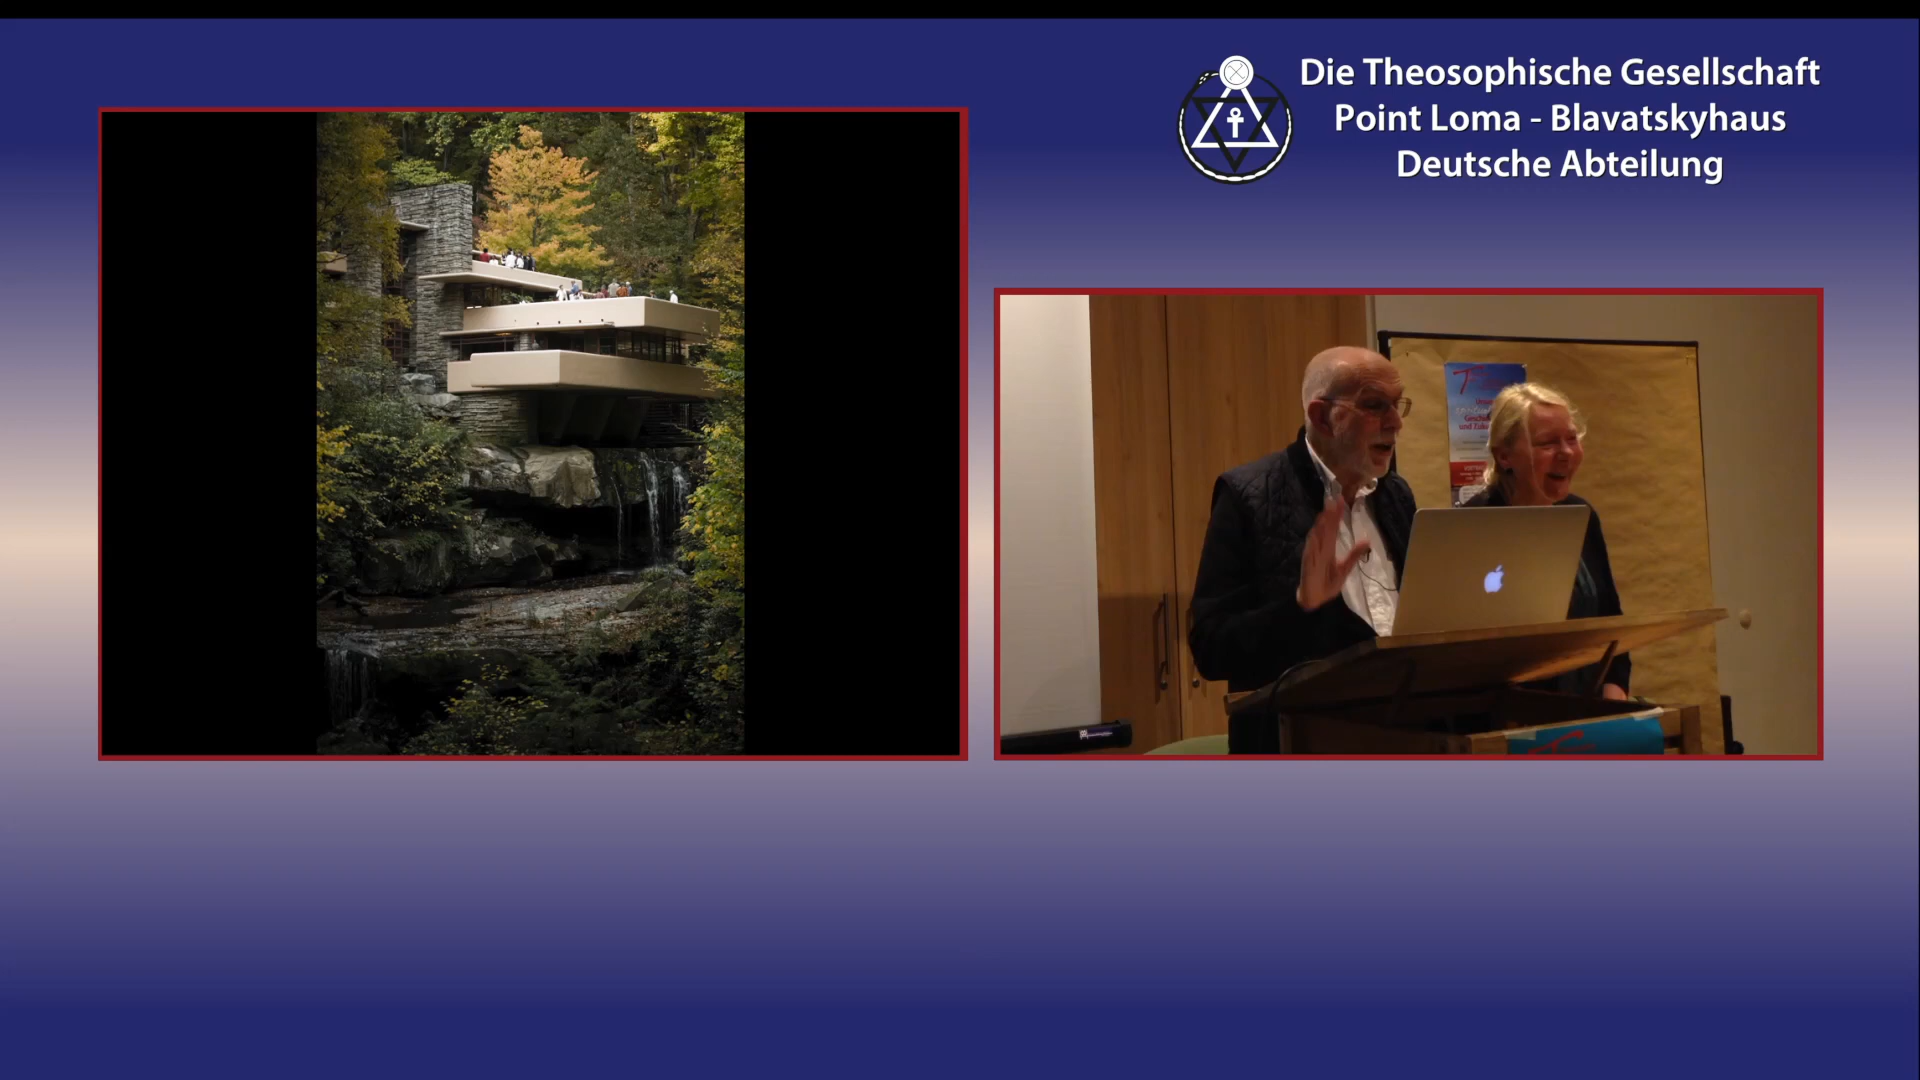 Die Theosophische Gesellschaft
Point Loma - Blavatskyhaus
Deutsche Abteilung